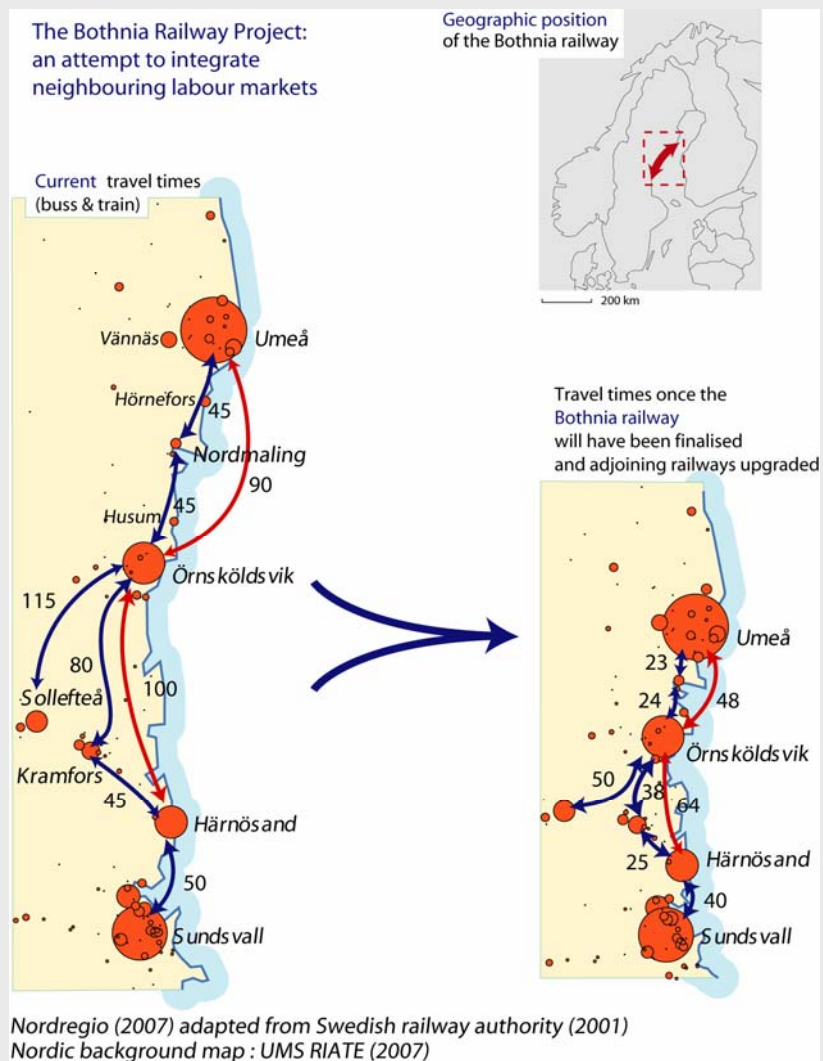 The Bothnia Railway Project:
an attempt to integrate
neighbouring labour markets
Geographic position
of the Bothnia railway
200 km
Current travel times
(buss & train)
Vännäs
Umeå
Hörnefors
45
Nordmaling
90
Husum
45
Örnsköldsvik
115
80
100
Sollefteå
Kramfors
45
Härnösand
50
Sundsvall
Travel times once the
Bothnia railway
will have been finalised
and adjoining railways upgraded
Umeå
23
24
48
Örnsköldsvik
50
38
64
25
Härnösand
40
Sundsvall
Nordregio (2007) adapted from Swedish railway authority (2001)
Nordic background map : UMS RIATE (2007)